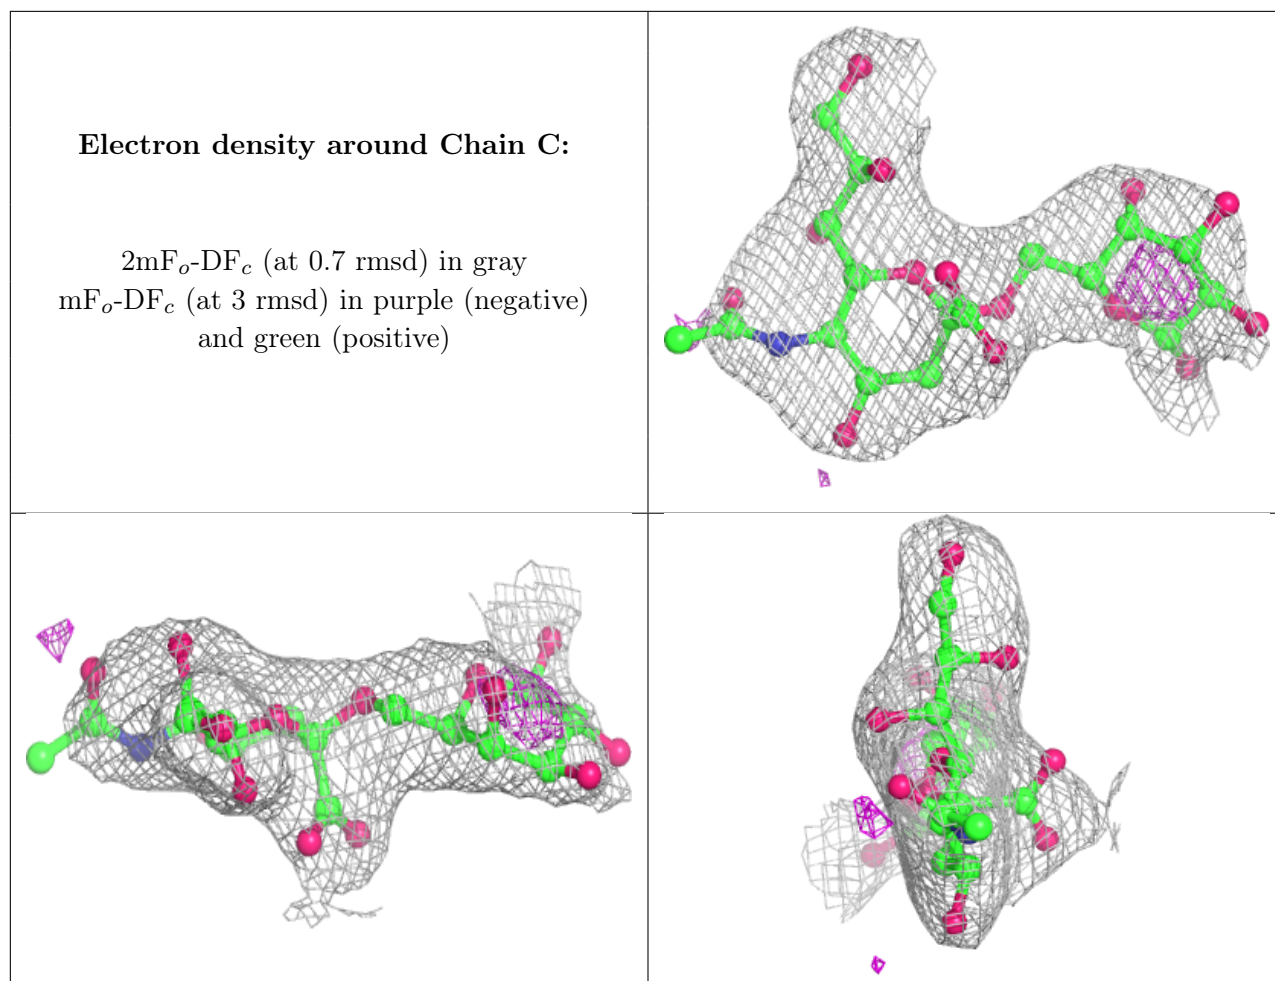 Electron density around Chain C:
2mFₒ-DF𝒸 (at 0.7 rmsd) in gray
mFₒ-DF𝒸 (at 3 rmsd) in purple (negative)
and green (positive)